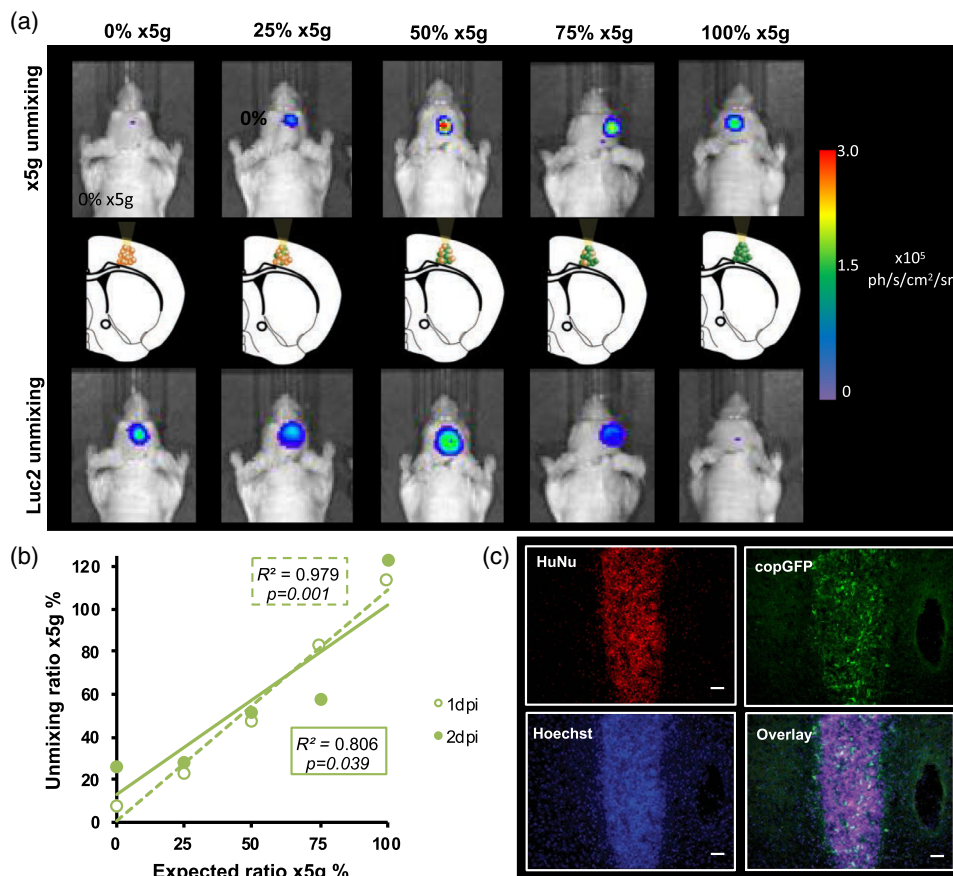 (a)
0% x5g 25% x5g 50% x5g 75% x5g 100% x5g
x5g unmixing
0%
0% x5g
3.0
1.5
0
x10⁵
ph/s/cm²/sr
Luc2 unmixing
(b)
Unmixing ratio x5g %
120
100
80
60
40
20
0
0 25 50 75 100
Expected ratio x5g %
R² = 0.979
p=0.001
R² = 0.806
p=0.039
1dpi
2dpi
(c)
HuNu
copGFP
Hoechst
Overlay